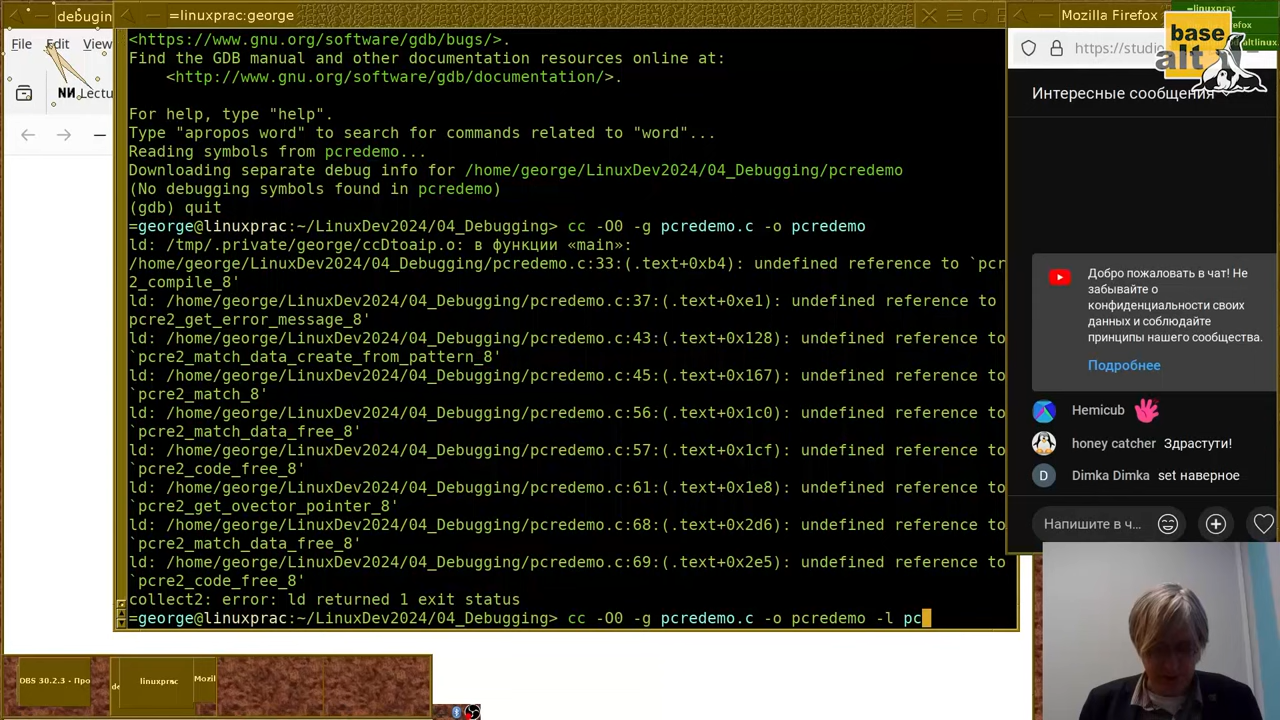 debugin
=linuxprac:george
Mozilla Firefox
=linuxprac
File Edit View
https://studio
base
alt
NИ Lectu
Интересные сообщения
<https://www.gnu.org/software/gdb/bugs/>.
Find the GDB manual and other documentation resources online at:
<http://www.gnu.org/software/gdb/documentation/>.
For help, type "help".
Type "apropos word" to search for commands related to "word"...
Reading symbols from pcredemo...
Downloading separate debug info for /home/george/LinuxDev2024/04_Debugging/pcredemo
(No debugging symbols found in pcredemo)
(gdb) quit
=george@linuxprac:~/LinuxDev2024/04_Debugging> cc -O0 -g pcredemo.c -o pcredemo
ld: /tmp/.private/george/ccDtoaip.o: в функции «main»:
/home/george/LinuxDev2024/04_Debugging/pcredemo.c:33:(.text+0xb4): undefined reference to `pcr
2_compile_8'
ld: /home/george/LinuxDev2024/04_Debugging/pcredemo.c:37:(.text+0xe1): undefined reference to
pcre2_get_error_message_8'
ld: /home/george/LinuxDev2024/04_Debugging/pcredemo.c:43:(.text+0x128): undefined reference to
`pcre2_match_data_create_from_pattern_8'
ld: /home/george/LinuxDev2024/04_Debugging/pcredemo.c:45:(.text+0x167): undefined reference to
`pcre2_match_8'
ld: /home/george/LinuxDev2024/04_Debugging/pcredemo.c:56:(.text+0x1c0): undefined reference to
`pcre2_match_data_free_8'
ld: /home/george/LinuxDev2024/04_Debugging/pcredemo.c:57:(.text+0x1cf): undefined reference to
`pcre2_code_free_8'
ld: /home/george/LinuxDev2024/04_Debugging/pcredemo.c:61:(.text+0x1e8): undefined reference to
`pcre2_get_ovector_pointer_8'
ld: /home/george/LinuxDev2024/04_Debugging/pcredemo.c:68:(.text+0x2d6): undefined reference to
`pcre2_match_data_free_8'
ld: /home/george/LinuxDev2024/04_Debugging/pcredemo.c:69:(.text+0x2e5): undefined reference to
`pcre2_code_free_8'
collect2: error: ld returned 1 exit status
=george@linuxprac:~/LinuxDev2024/04_Debugging> cc -O0 -g pcredemo.c -o pcredemo -l pc
Добро пожаловать в чат! Не
забывайте о
конфиденциальности своих
данных и соблюдайте
принципы нашего сообщества.
Подробнее
Hemicub
honey catcher Здрастути!
D Dimka Dimka set наверное
Напишите в ч...
OBS 30.2.3 - Про
de
linuxprac
Mozil